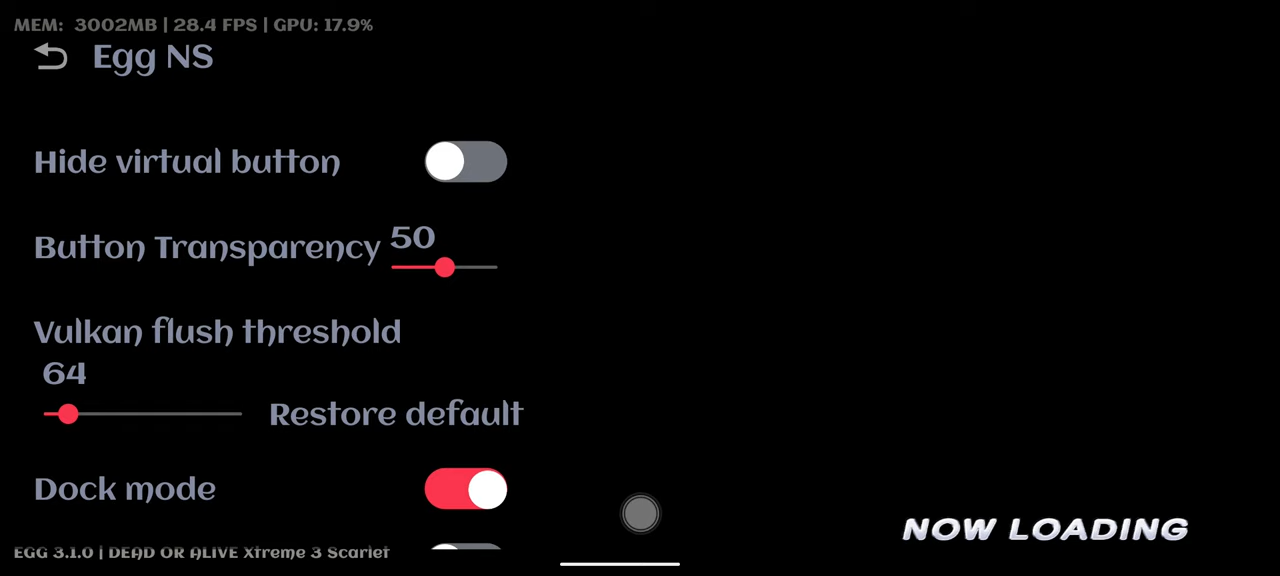 MEM: 3002MB | 28.4 FPS | GPU: 17.9%
Egg NS
Hide virtual button
Button Transparency 50
Vulkan flush threshold
64
Restore default
Dock mode
NOW LOADING
EGG 3.1.0 | DEAD OR ALIVE Xtreme 3 Scarlet